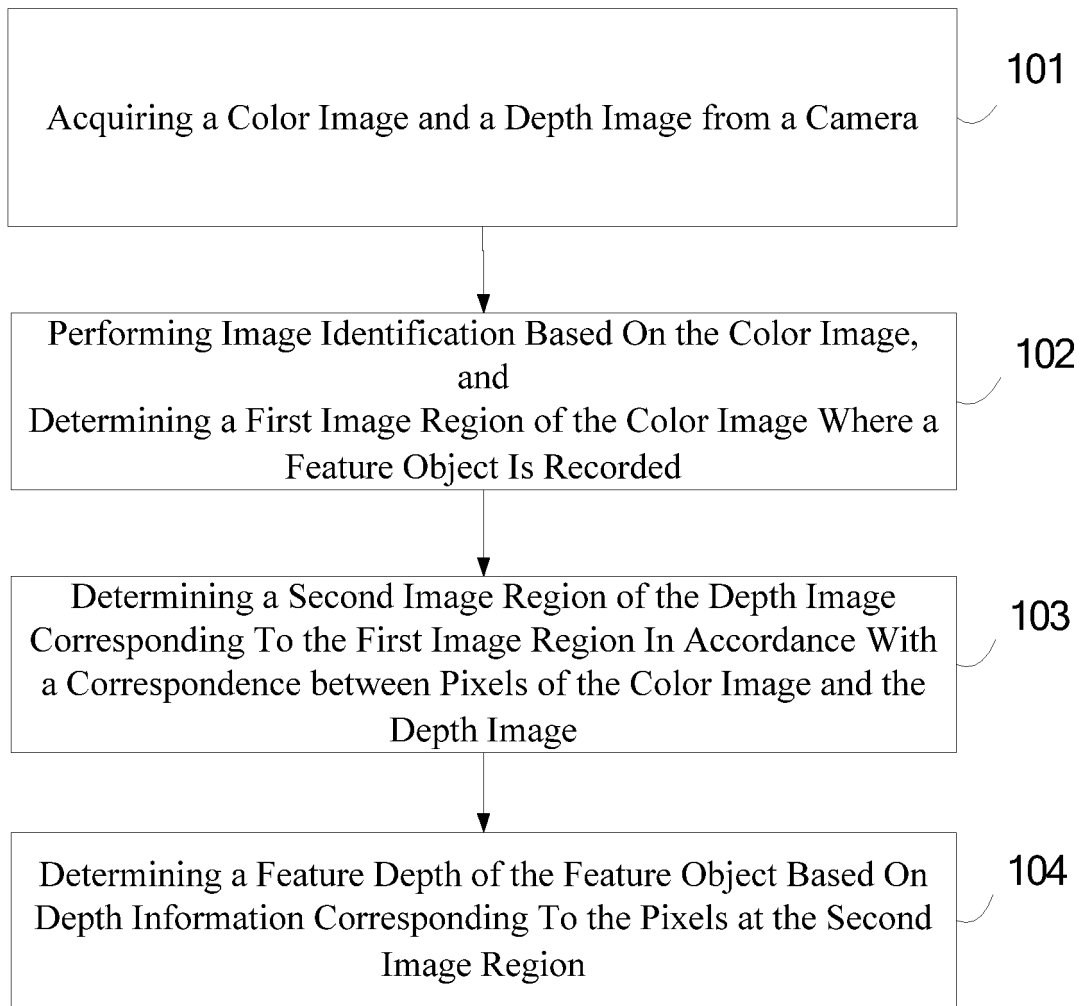 Acquiring a Color Image and a Depth Image from a Camera
101
Performing Image Identification Based On the Color Image,
and
Determining a First Image Region of the Color Image Where a
Feature Object Is Recorded
102
Determining a Second Image Region of the Depth Image
Corresponding To the First Image Region In Accordance With
a Correspondence between Pixels of the Color Image and the
Depth Image
103
Determining a Feature Depth of the Feature Object Based On
Depth Information Corresponding To the Pixels at the Second
Image Region
104